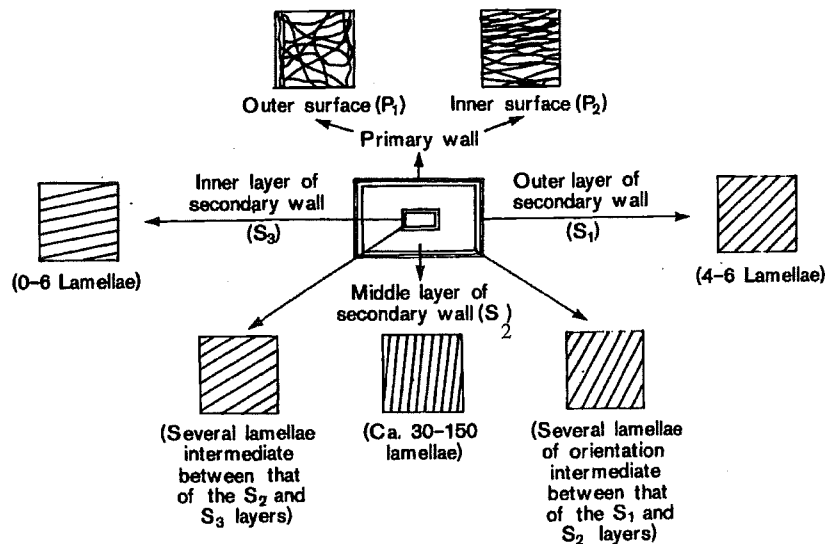 Outer surface (P₁)
Inner surface (P₂)
Primary wall
Inner layer of
secondary wall
(S₃)
Outer layer of
secondary wall
(S₁)
(0-6 Lamellae)
(4-6 Lamellae)
Middle layer of
secondary wall (S₂)
(Several lamellae
intermediate
between that
of the S₂ and
S₃ layers)
(Ca. 30-150
lamellae)
(Several lamellae
of orientation
intermediate
between that
of the S₁ and
S₂ layers)